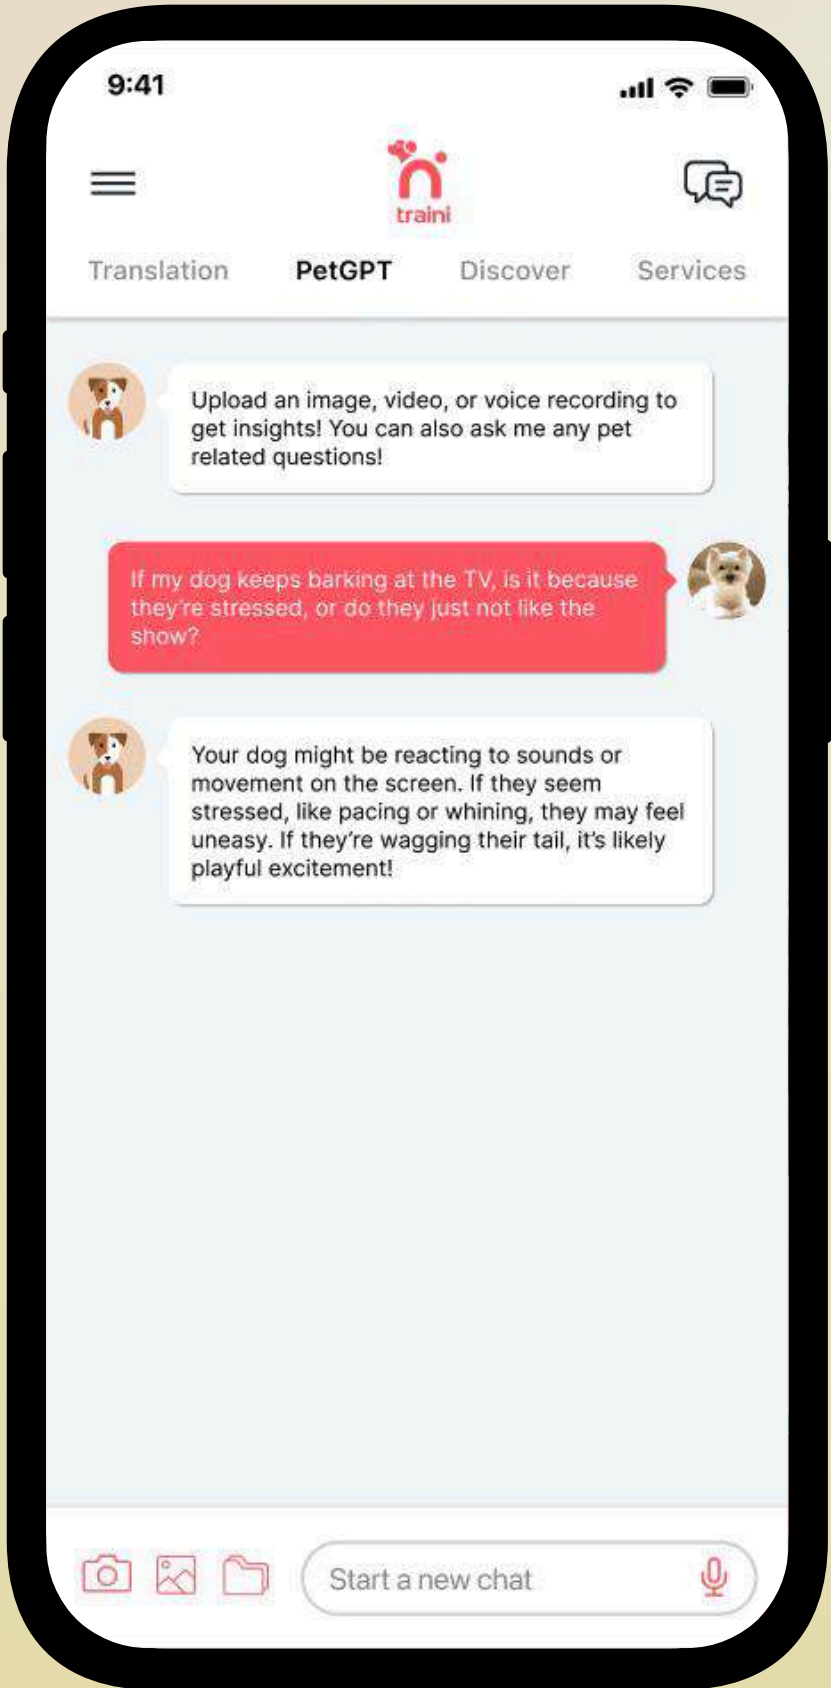 9:41
traini
Translation PetGPT Discover Services
Upload an image, video, or voice recording to
get insights! You can also ask me any pet
related questions!
If my dog keeps barking at the TV, is it because
they're stressed, or do they just not like the
show?
Your dog might be reacting to sounds or
movement on the screen. If they seem
stressed, like pacing or whining, they may feel
uneasy. If they're wagging their tail, it's likely
playful excitement!
Start a new chat